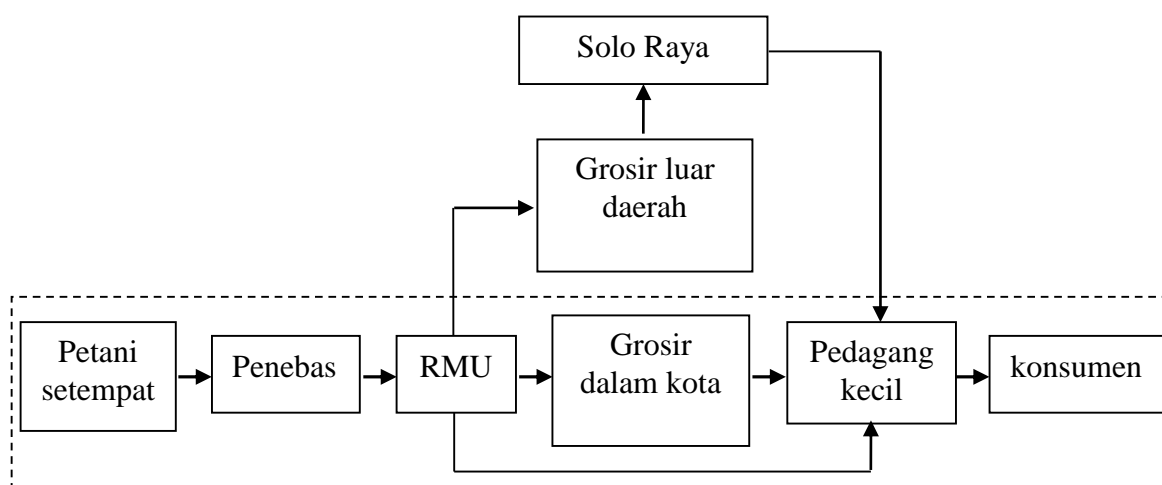 Solo Raya
Grosir luar
daerah
Petani
setempat
Penebas
RMU
Grosir
dalam kota
Pedagang
kecil
konsumen